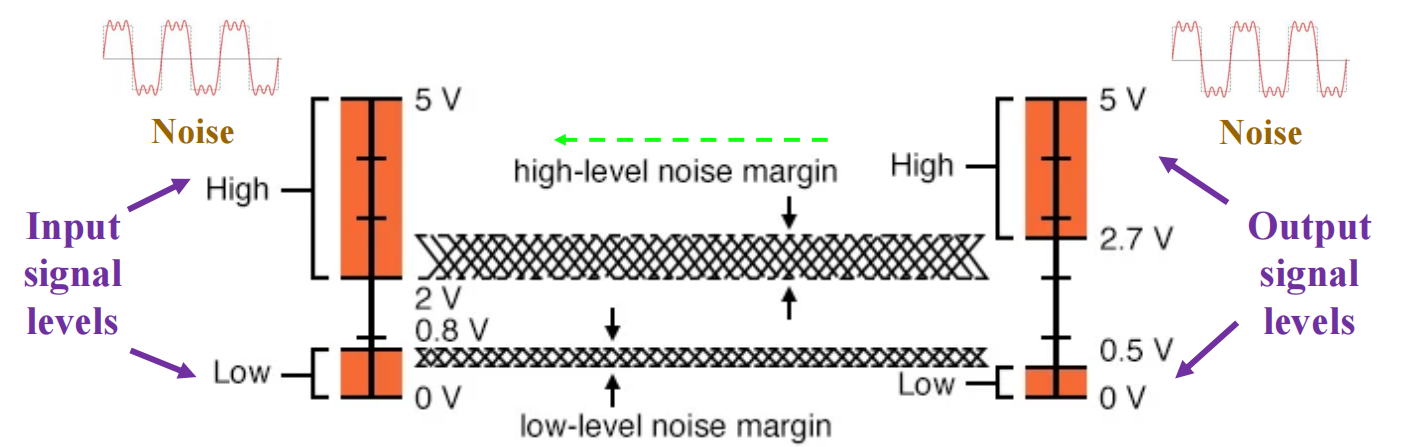 Noise
Input
signal
levels
High
Low
5 V
2 V
0.8 V
0 V
high-level noise margin
low-level noise margin
High
Low
5 V
2.7 V
0.5 V
0 V
Noise
Output
signal
levels